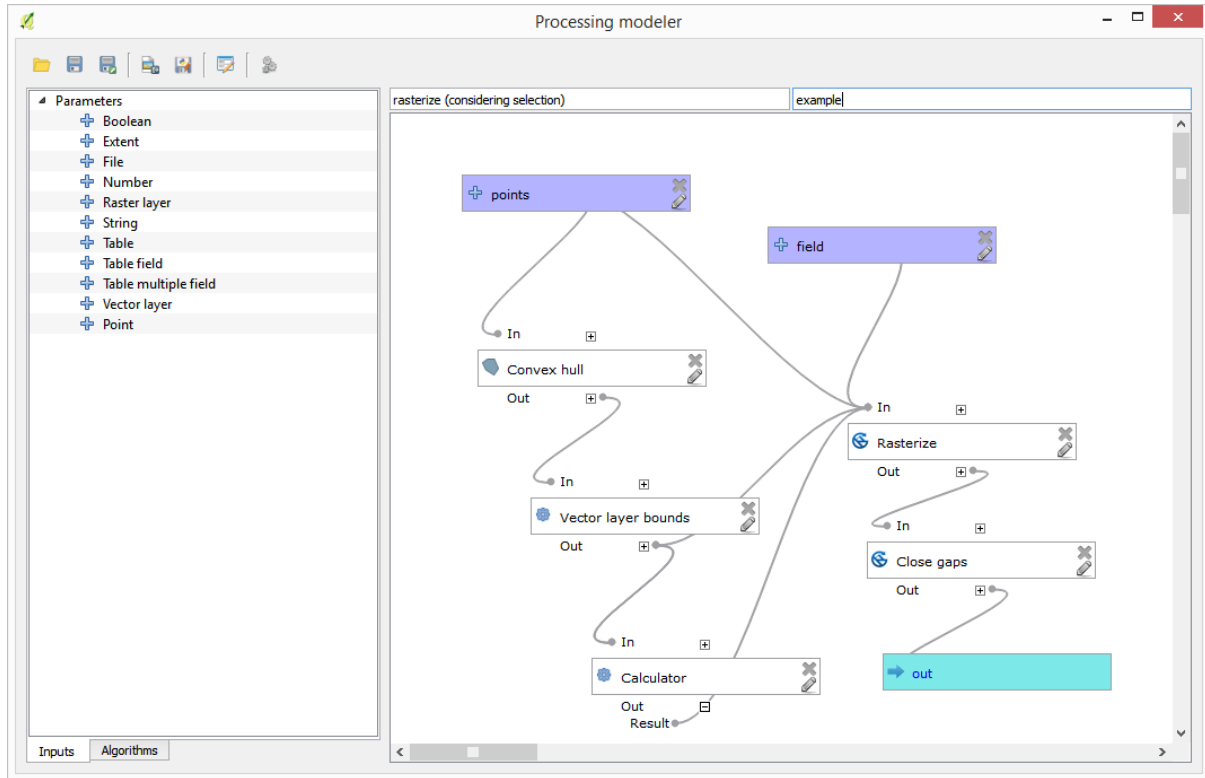 Processing modeler
Parameters
Boolean
Extent
File
Number
Raster layer
String
Table
Table field
Table multiple field
Vector layer
Point
Inputs
Algorithms
rasterize (considering selection)
example
points
field
In
Convex hull
Out
In
Rasterize
Out
In
Vector layer bounds
Out
In
Close gaps
Out
In
Calculator
Out
Result
out